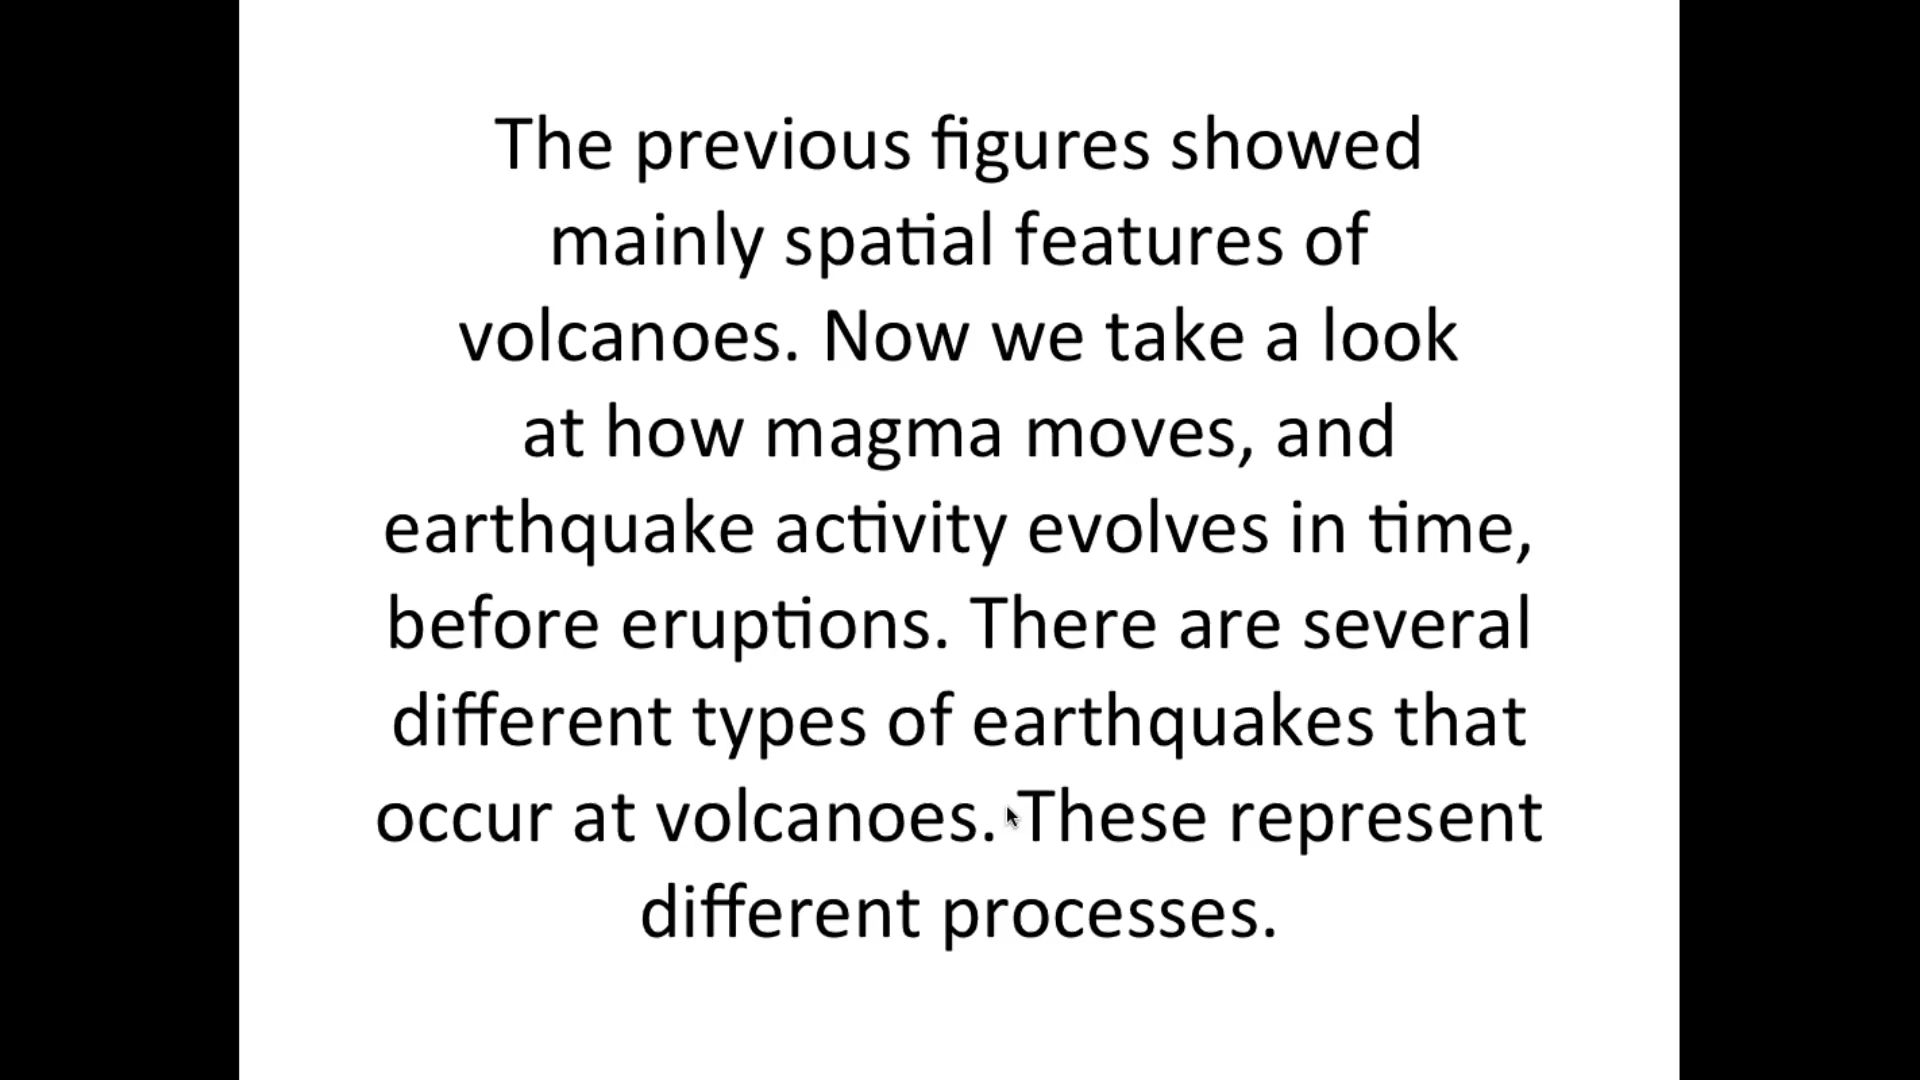 The previous figures showed
mainly spatial features of
volcanoes. Now we take a look
at how magma moves, and
earthquake activity evolves in time,
before eruptions. There are several
different types of earthquakes that
occur at volcanoes. These represent
different processes.